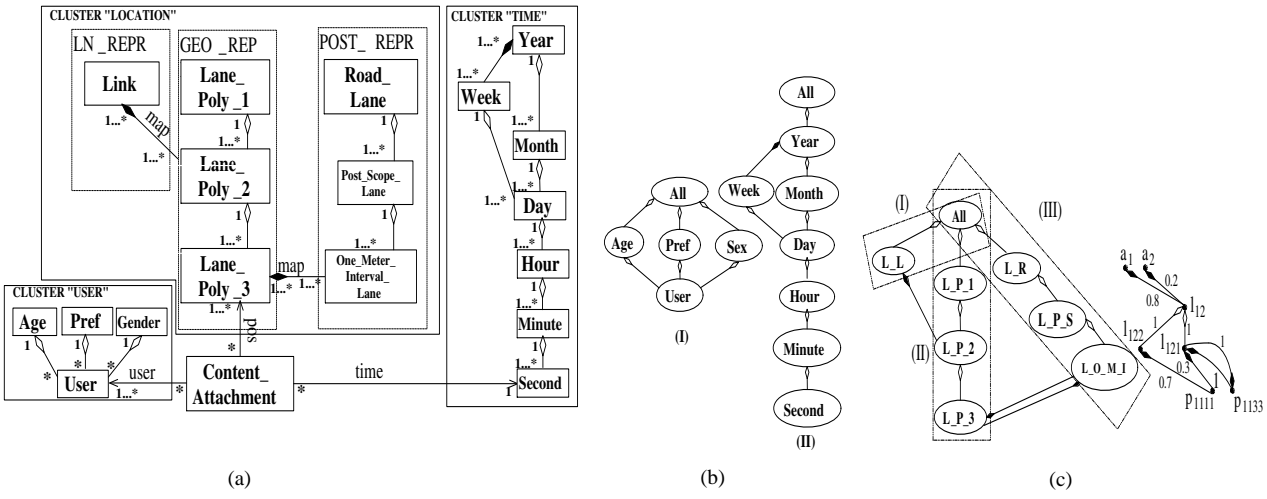 CLUSTER "LOCATION"
LN _REPR
Link
1...*
map
1...*
GEO _REP
Lane_
Poly _1
1
1...*
Lane_
Poly _2
1
1...*
Lane_
Poly _3
1...*
map
1...*
1...*
POST_ REPR
Road_
Lane
1
1...*
Post_Scope_
Lane
1
1...*
One_Meter_
Interval_
Lane
CLUSTER "TIME"
Year
1...*
1
1...*
Week
1
1...*
Month
1
1...*
1...*
Day
1
1...*
Hour
1
1...*
Minute
1
1...*
Second
1
CLUSTER "USER"
Age
Pref
Gender
1
1
1
*
*
*
User
1...*
user
*
pos
*
Content_
Attachment
*
time
(a)
All
Age
Pref
Sex
User
(I)
All
Year
Week
Month
Day
Hour
Minute
Second
(II)
(b)
(I)
(II)
(III)
All
L_L
L_R
L_P_1
L_P_S
L_P_2
L_O_M_I
L_P_3
a1
a2
0.2
0.8
l12
1
1
l122
l121
1
0.3
0.7
1
1
p1111
p1133
(c)